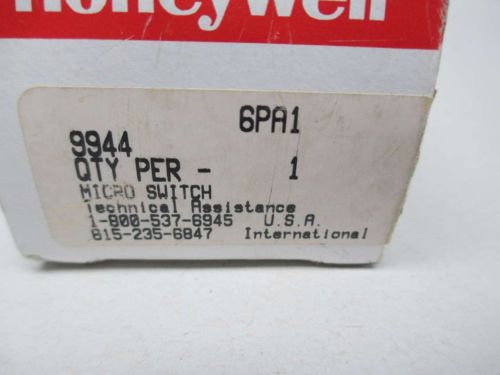 Honeywell
6PA1
9944
QTY PER - 1
MICRO SWITCH
Technical Assistance
1-800-537-6945 U.S.A.
815-235-6847 International